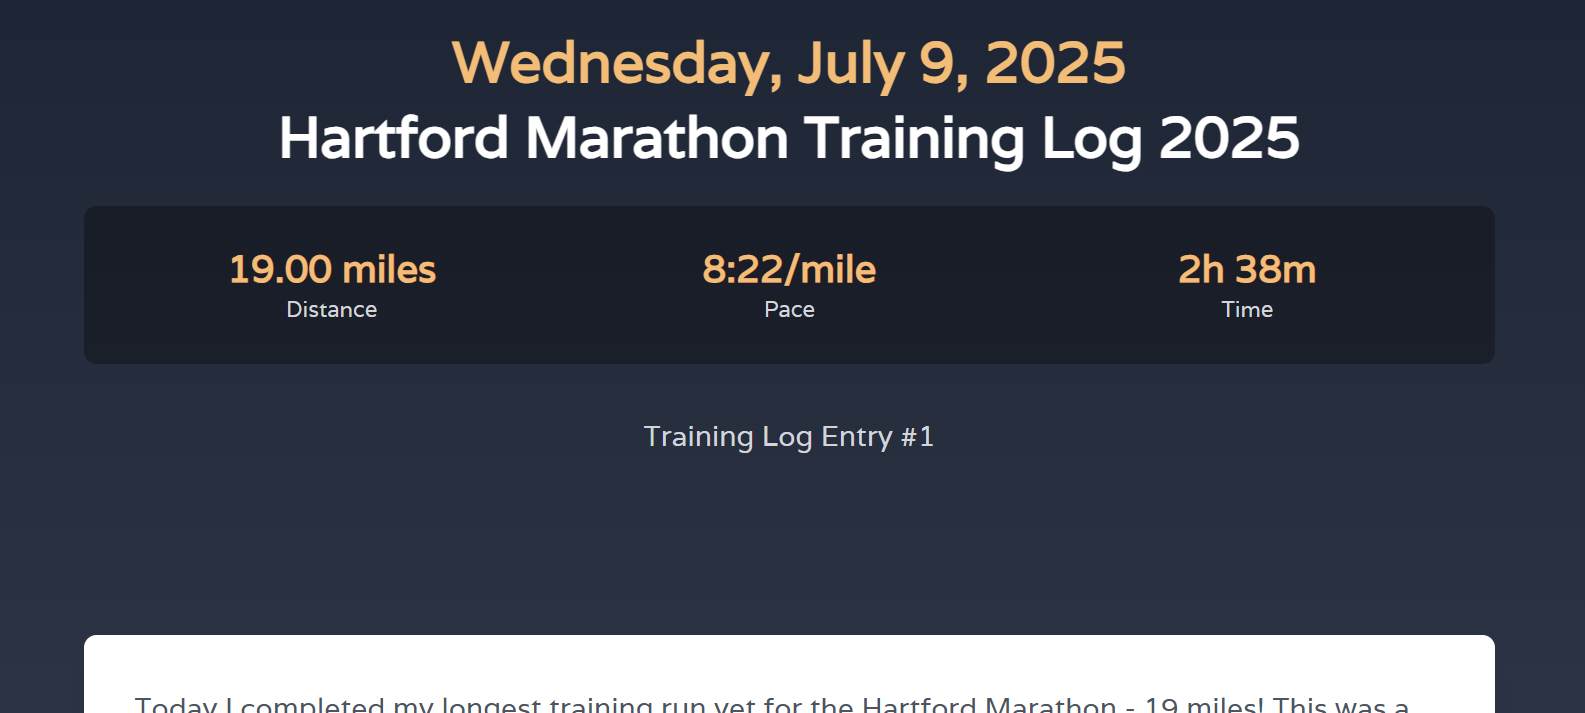 Wednesday, July 9, 2025
Hartford Marathon Training Log 2025
19.00 miles
Distance
8:22/mile
Pace
2h 38m
Time
Training Log Entry #1
Today I completed my longest training run yet for the Hartford Marathon - 19 miles! This was a